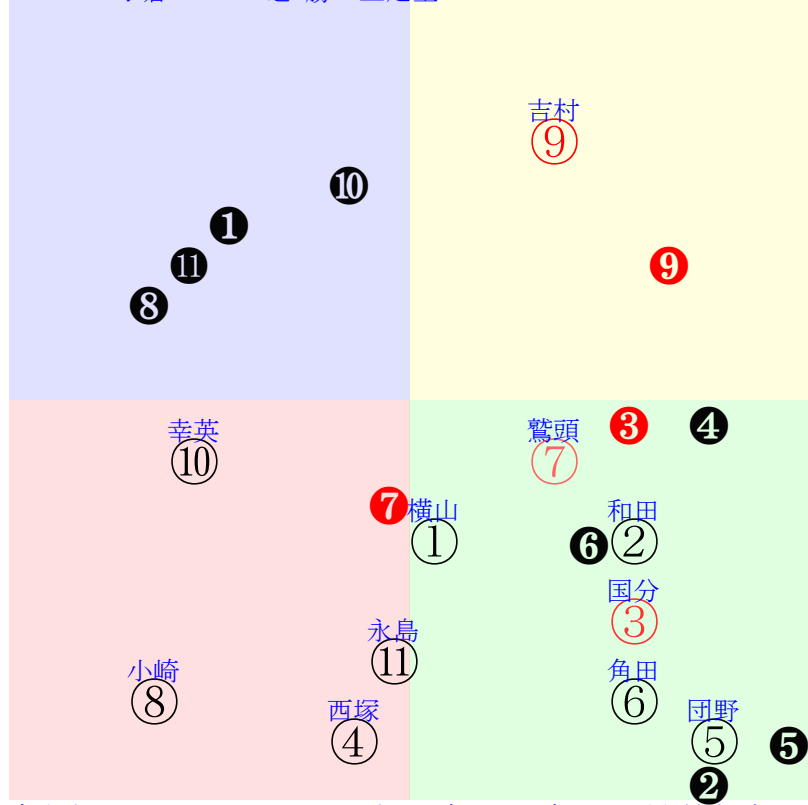 吉村
⑨
❿
❶
⓫
❾
❽
幸英
鷲頭
❸
❹
⑩
⑦
❼
横山
和田
①
❻
②
国分
③
永島
⑪
小崎
角田
⑧
⑥
西塚
団野
④
⑤
❺
❷